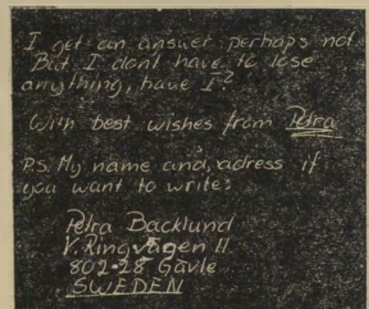 I get an answer perhaps not.
But I dont have to lose
anything, have I?
With best wishes from Petra
P.S. My name and, adress if
you want to write:
Petra Backlund
V. Ringvägen 11
802-28 Gävle
SWEDEN